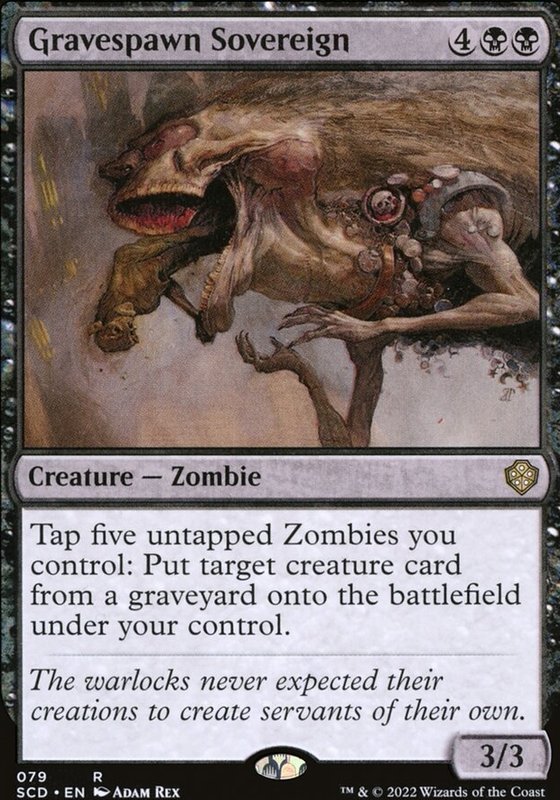 Gravespawn Sovereign 4
Creature — Zombie
Tap five untapped Zombies you
control: Put target creature card
from a graveyard onto the battlefield
under your control.
The warlocks never expected their
creations to create servants of their own.
3/3
079 R
SCD • EN Adam Rex
™ & © 2022 Wizards of the Coast